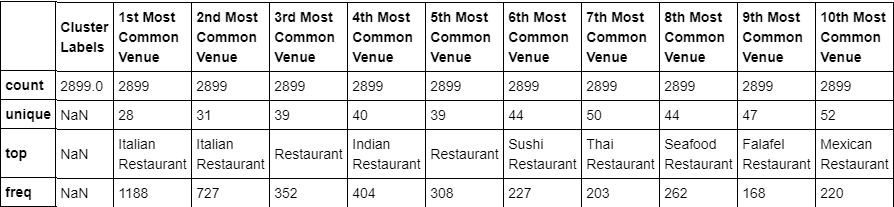 Cluster Labels 1st Most Common Venue 2nd Most Common Venue 3rd Most Common Venue 4th Most Common Venue 5th Most Common Venue 6th Most Common Venue 7th Most Common Venue 8th Most Common Venue 9th Most Common Venue 10th Most Common Venue
count 2899.0 2899 2899 2899 2899 2899 2899 2899 2899 2899 2899
unique NaN 28 31 39 40 39 44 50 44 47 52
top NaN Italian Restaurant Italian Restaurant Restaurant Indian Restaurant Restaurant Sushi Restaurant Thai Restaurant Seafood Restaurant Falafel Restaurant Mexican Restaurant
freq NaN 1188 727 352 404 308 227 203 262 168 220